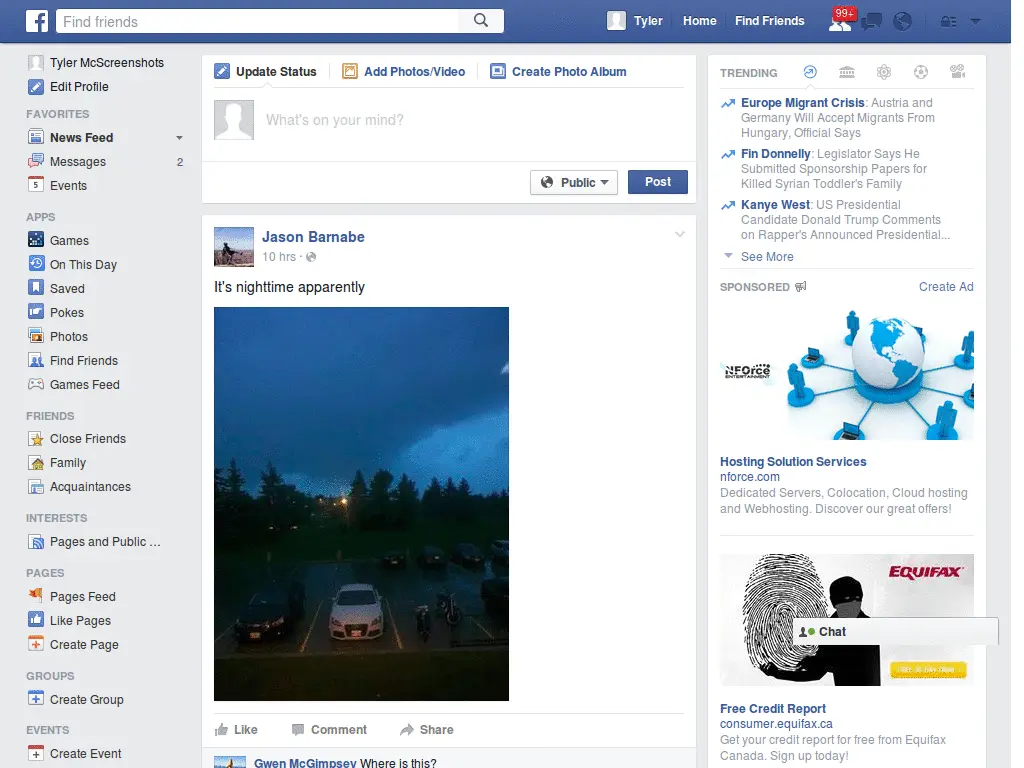 f
Find friends
Tyler
Home
Find Friends
99+
Tyler McScreenshots
Edit Profile
FAVORITES
News Feed
Messages
2
5
Events
APPS
Games
On This Day
Saved
Pokes
Photos
Find Friends
Games Feed
FRIENDS
Close Friends
Family
Acquaintances
INTERESTS
Pages and Public ...
PAGES
Pages Feed
Like Pages
Create Page
GROUPS
Create Group
EVENTS
Create Event
Update Status
Add Photos/Video
Create Photo Album
What's on your mind?
Public
Post
Jason Barnabe
10 hrs ·
It's nighttime apparently
Like
Comment
Share
Gwen McGimpsey Where is this?
TRENDING
Europe Migrant Crisis: Austria and
Germany Will Accept Migrants From
Hungary, Official Says
Fin Donnelly: Legislator Says He
Submitted Sponsorship Papers for
Killed Syrian Toddler's Family
Kanye West: US Presidential
Candidate Donald Trump Comments
on Rapper's Announced Presidential...
See More
SPONSORED
Create Ad
NFOrce
ENTERTAINMENT
Hosting Solution Services
nforce.com
Dedicated Servers, Colocation, Cloud hosting
and Webhosting. Discover our great offers!
EQUIFAX
Chat
Free Credit Report
consumer.equifax.ca
Get your credit report for free from Equifax
Canada. Sign up today!